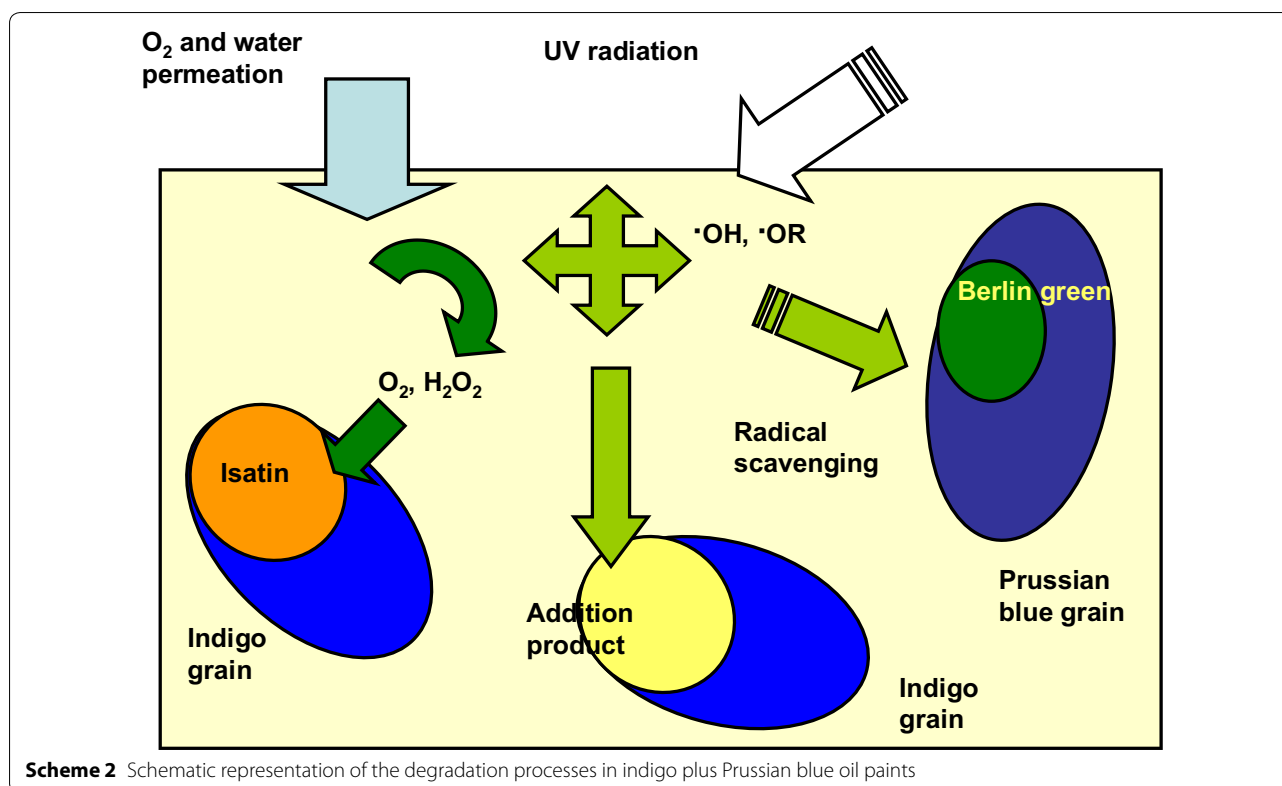 O₂ and water
permeation
UV radiation
·OH, ·OR
Berlin green
O₂, H₂O₂
Isatin
Radical
scavenging
Prussian
blue grain
Addition
product
Indigo
grain
Indigo
grain
Scheme 2 Schematic representation of the degradation processes in indigo plus Prussian blue oil paints